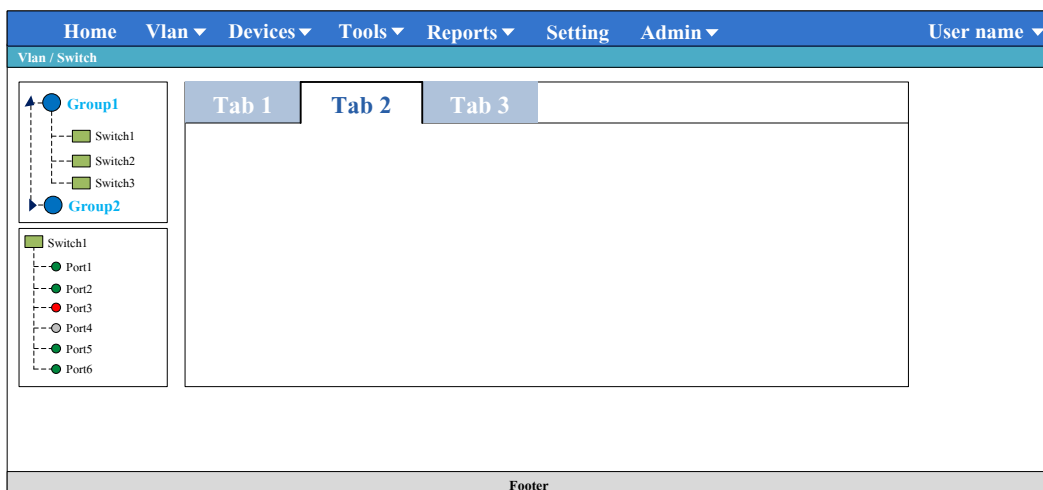 Home Vlan Devices Tools Reports Setting Admin User name
Vlan / Switch
Group1
Switch1
Switch2
Switch3
Group2
Switch1
Port1
Port2
Port3
Port4
Port5
Port6
Tab 1 Tab 2 Tab 3
Footer